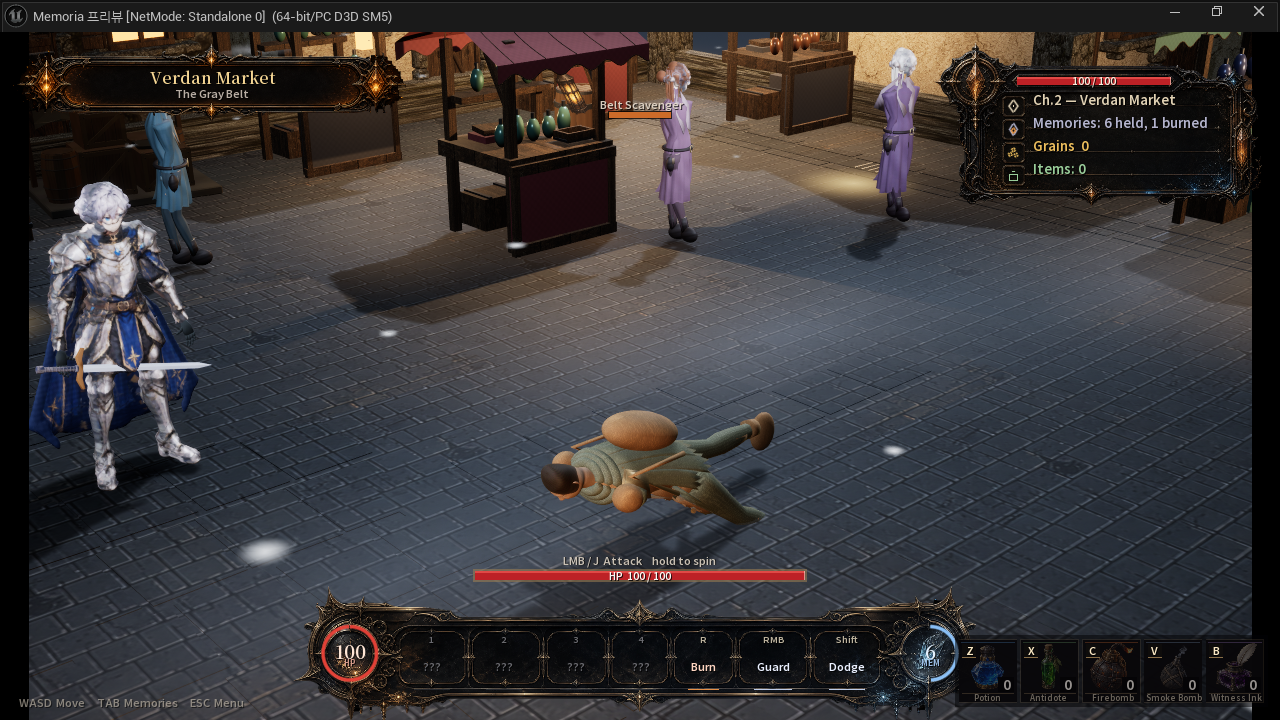 Memoria 프리뷰 [NetMode: Standalone 0] (64-bit/PC D3D SM5)
Verdan Market
The Gray Belt
Belt Scavenger
100 / 100
Ch.2 — Verdan Market
Memories: 6 held, 1 burned
Grains 0
Items: 0
LMB / J Attack hold to spin
HP 100 / 100
100
HP
1
???
2
???
3
???
4
???
R
Burn
RMB
Guard
Shift
Dodge
6
MEM
Z
0
Potion
X
0
Antidote
C
0
Firebomb
V
0
Smoke Bomb
B
0
Witness Ink
WASD Move TAB Memories ESC Menu